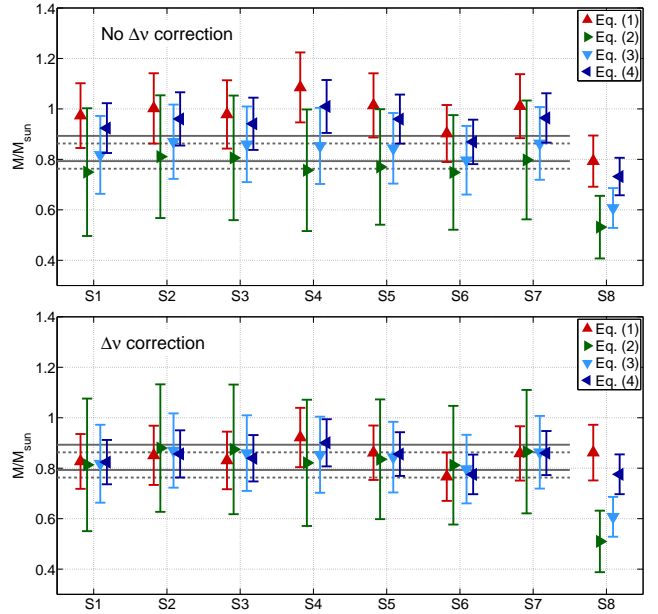 1.4
No Δν correction
Eq. (1)
Eq. (2)
Eq. (3)
Eq. (4)
1.2
1
M/M_sun
0.8
0.6
0.4
S1 S2 S3 S4 S5 S6 S7 S8
1.4
Δν correction
Eq. (1)
Eq. (2)
Eq. (3)
Eq. (4)
1.2
1
M/M_sun
0.8
0.6
0.4
S1 S2 S3 S4 S5 S6 S7 S8